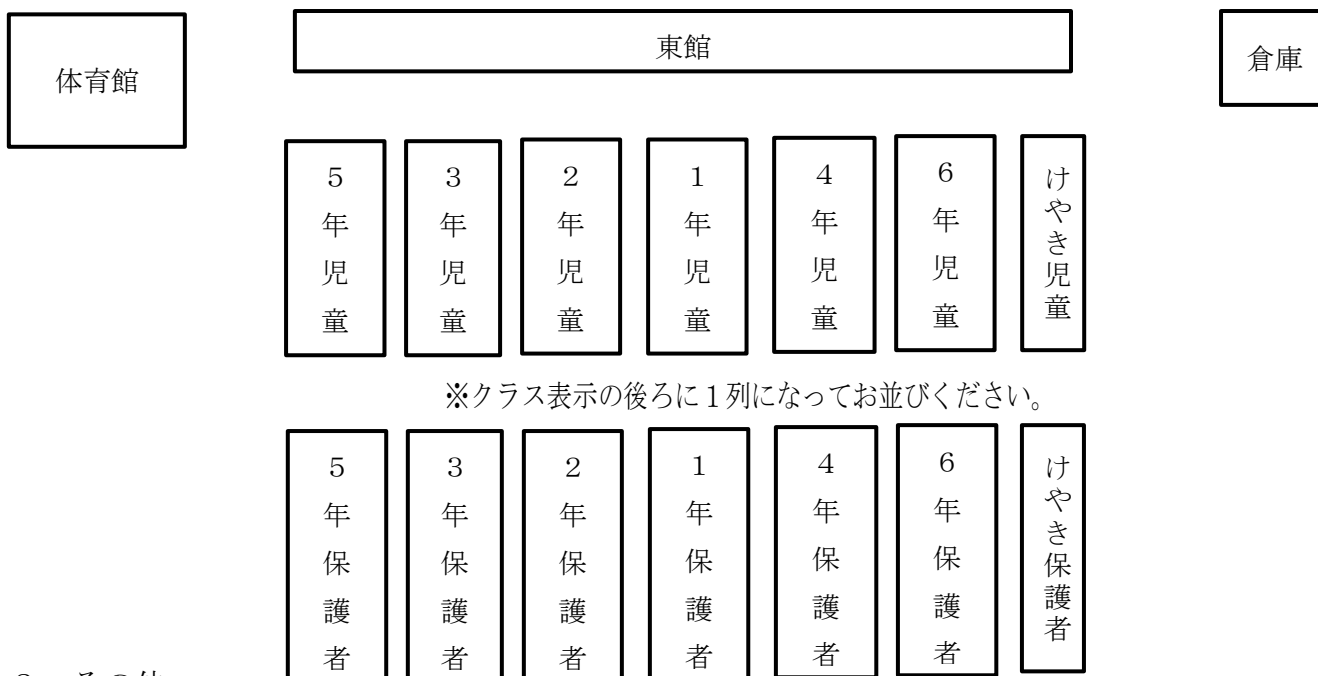 体育館
東館
倉庫
５年児童
３年児童
２年児童
１年児童
４年児童
６年児童
けやき児童
※クラス表示の後ろに１列になってお並びください。
５年保護者
３年保護者
２年保護者
１年保護者
４年保護者
６年保護者
けやき保護者